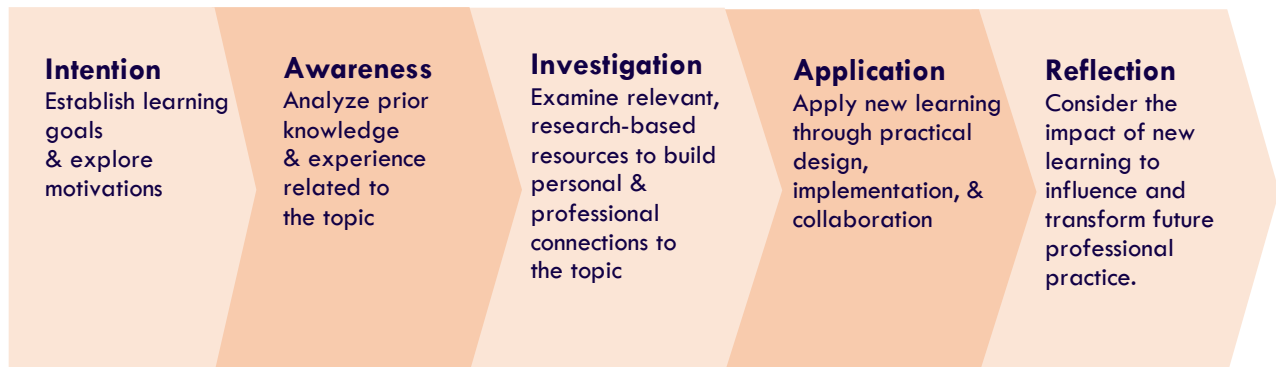 Intention
Establish learning
goals
& explore
motivations
Awareness
Analyze prior
knowledge
& experience
related to
the topic
Investigation
Examine relevant,
research-based
resources to build
personal &
professional
connections to
the topic
Application
Apply new learning
through practical
design,
implementation, &
collaboration
Reflection
Consider the
impact of new
learning to
influence and
transform future
professional
practice.